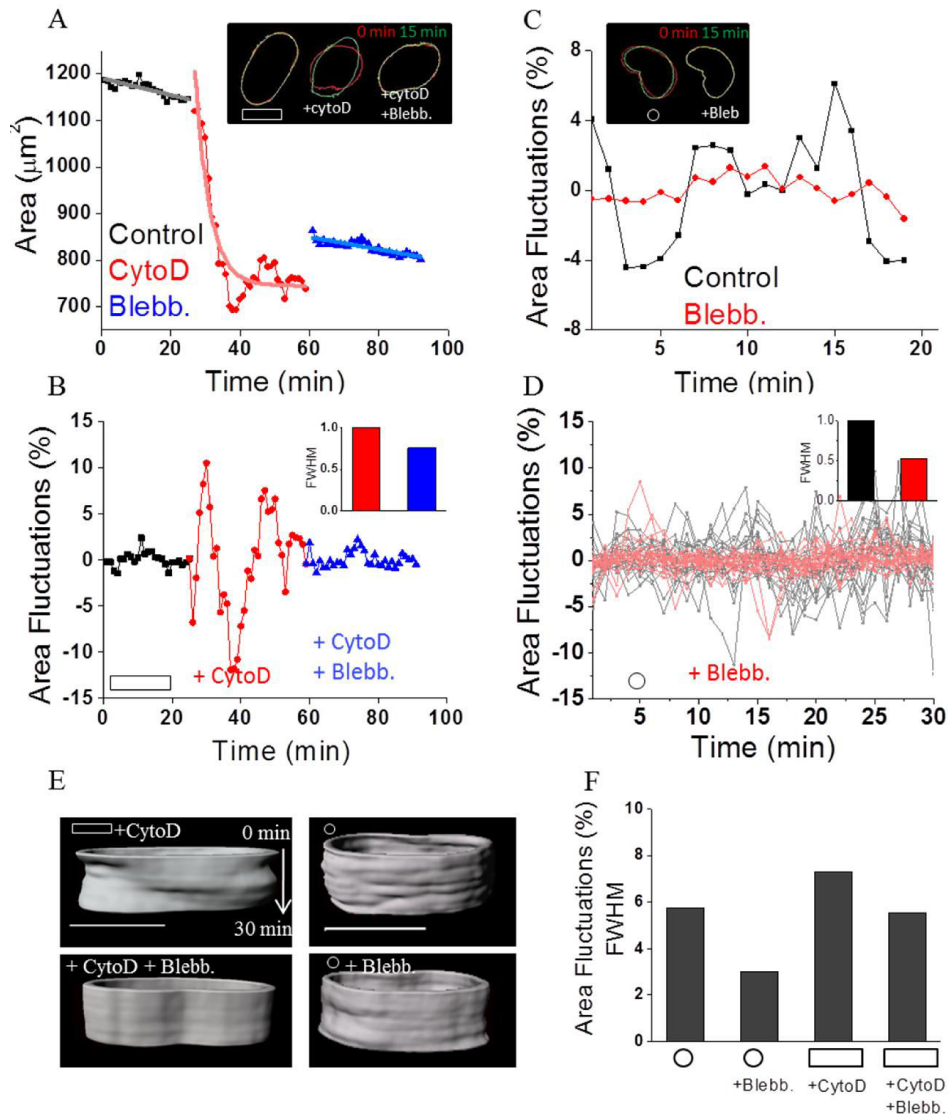 A
0 min 15 min
+cytoD
+cytoD
+Blebb.
Area (μm²)
1200
1100
900
800
700
Control
CytoD
Blebb.
0 20 40 60 80 100
Time (min)
C
0 min 15 min
+Bleb
Area Fluctuations (%)
8
4
0
-4
-8
Control
Blebb.
5 10 15 20
Time (min)
B
Area Fluctuations (%)
15
10
5
0
-5
-10
-15
FWHM
1.0
0.5
0.0
+ CytoD
+ CytoD
+ Blebb.
0 20 40 60 80 100
Time (min)
D
Area Fluctuations (%)
15
10
5
0
-5
-10
-15
FWHM
1.0
0.5
0.0
+ Blebb.
5 10 15 20 25 30
Time (min)
E
+CytoD
0 min
30 min
+ CytoD + Blebb.
+ Blebb.
F
Area Fluctuations (%)
FWHM
10
8
6
4
2
0
+Blebb.
+CytoD
+CytoD
+Blebb.